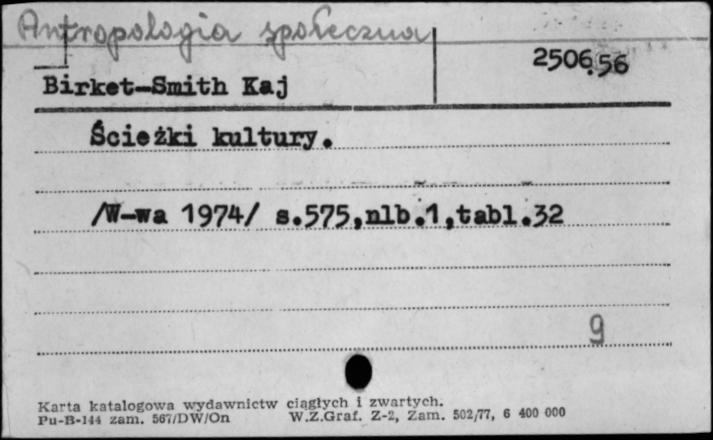 Antropologia społeczna
2506.56
Birket-Smith Kaj
Ścieżki kultury.
/W-wa 1974/ s.575,nlb.1,tabl.32
9
Karta katalogowa wydawnictw ciągłych i zwartych.
Pu-B-144 zam. 567/DW/On W.Z.Graf. Z-2, Zam. 502/77, 6 400 000